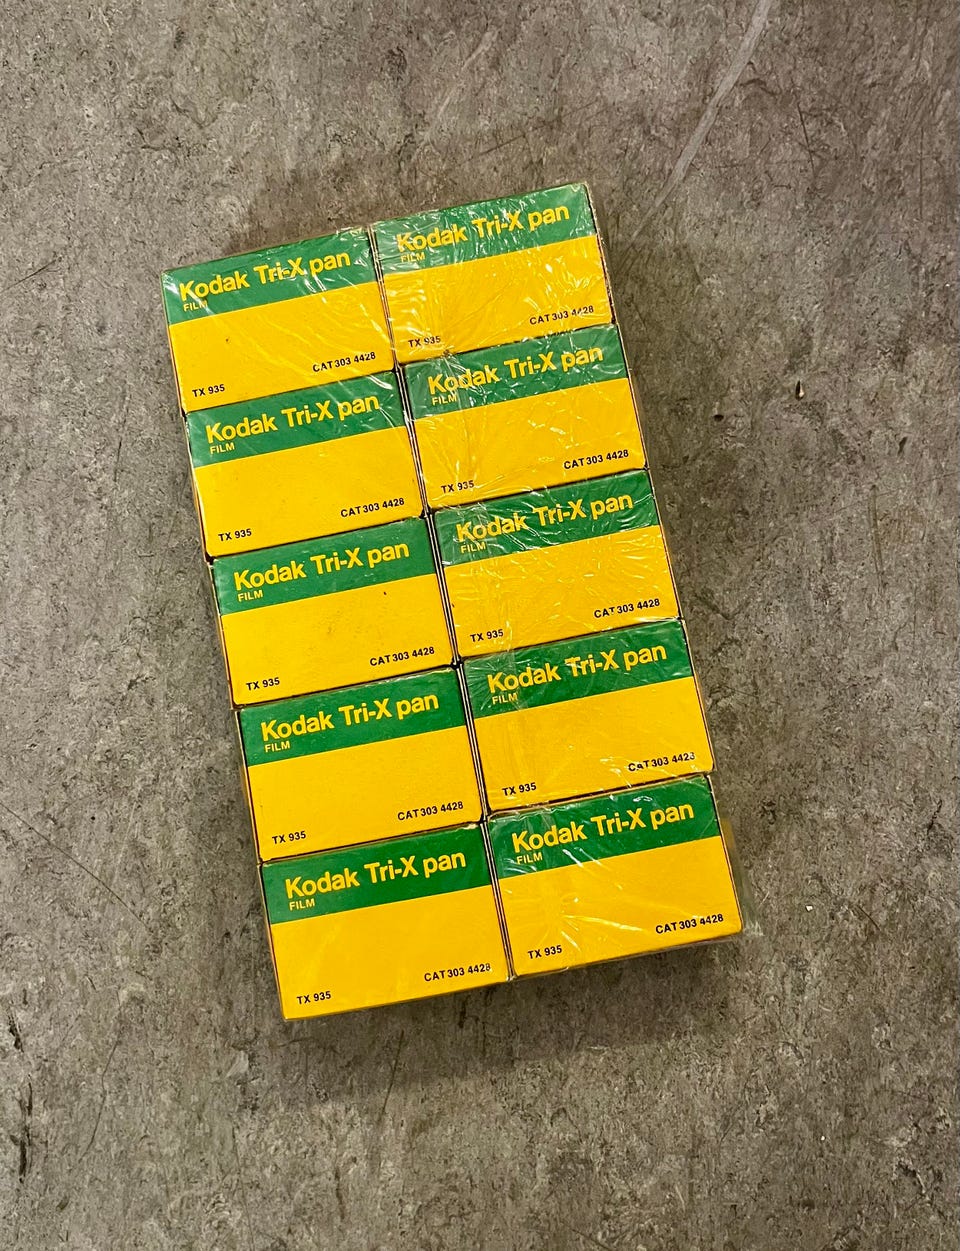 Kodak Tri-X pan
FILM
TX 935
CAT 303 4428
Kodak Tri-X pan
FILM
TX 935
CAT 303 4428
Kodak Tri-X pan
FILM
TX 935
CAT 303 4428
Kodak Tri-X pan
FILM
TX 935
CAT 303 4428
Kodak Tri-X pan
FILM
TX 935
CAT 303 4428
Kodak Tri-X pan
FILM
TX 935
CAT 303 4428
Kodak Tri-X pan
FILM
TX 935
CAT 303 4428
Kodak Tri-X pan
FILM
TX 935
CAT 303 4428
Kodak Tri-X pan
FILM
TX 935
CAT 303 4428
Kodak Tri-X pan
FILM
TX 935
CAT 303 4428